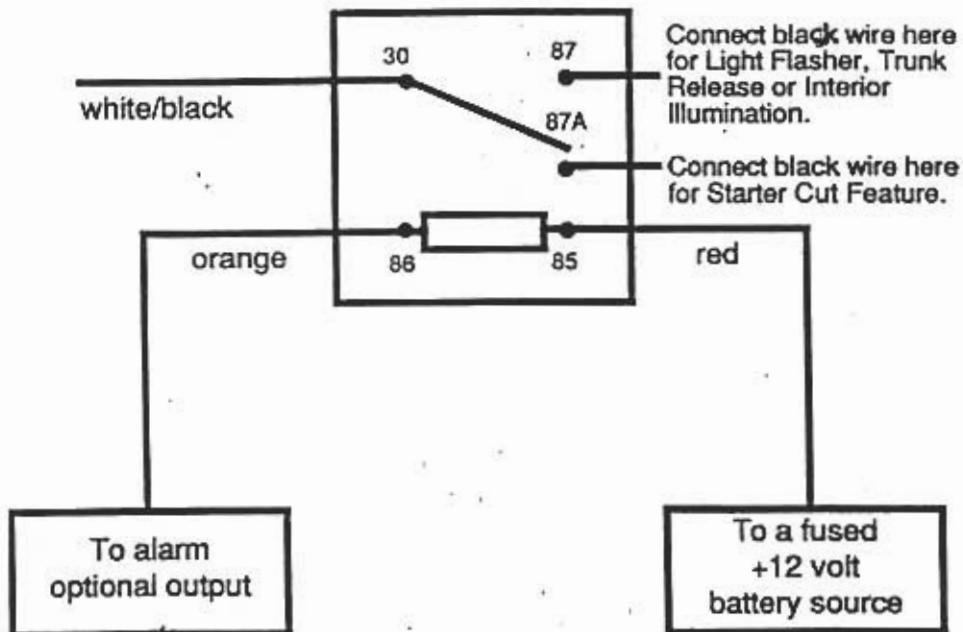 30
87
Connect black wire here
for Light Flasher, Trunk
Release or Interior
Illumination.
white/black
87A
Connect black wire here
for Starter Cut Feature.
orange
86
85
red
To alarm
optional output
To a fused
+12 volt
battery source